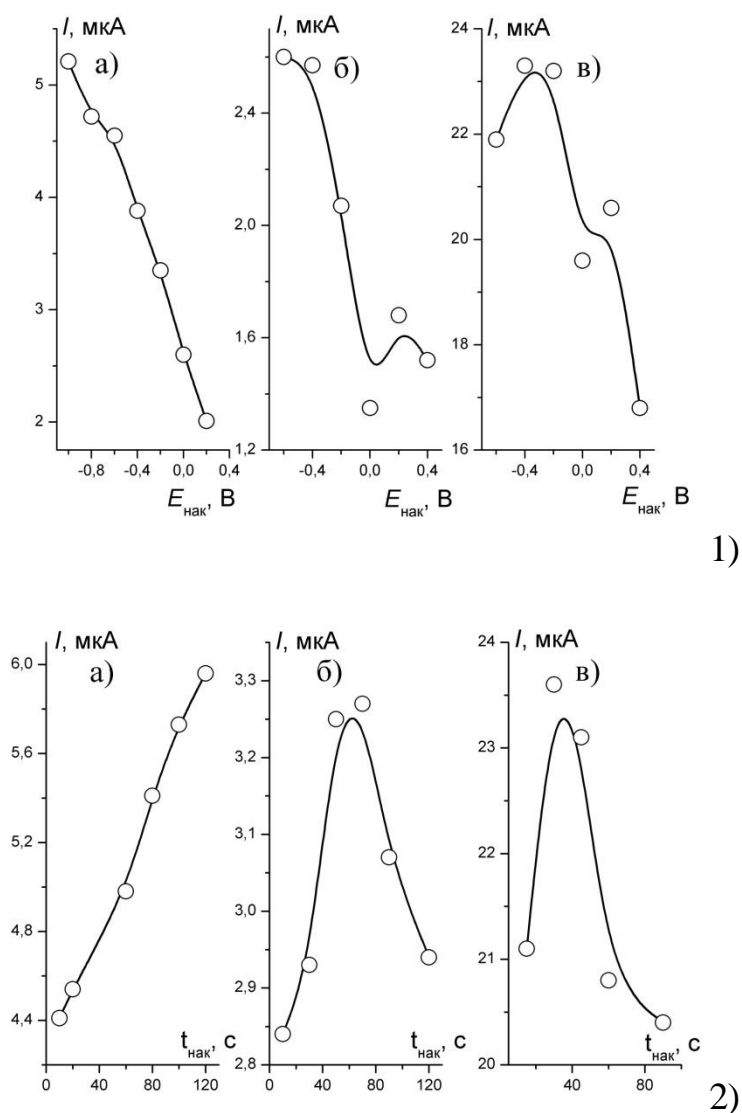 I, мкА
I, мкА
I, мкА
а)
б)
в)
5
4
3
2
2,4
2,0
1,6
1,2
24
22
20
18
16
-0,8 -0,4 0,0 0,4
-0,4 0,0 0,4
-0,4 0,0 0,4
Eнак, В
Eнак, В
Eнак, В
1)
I, мкА
I, мкА
I, мкА
а)
б)
в)
6,0
5,6
5,2
4,8
4,4
3,3
3,2
3,1
3,0
2,9
2,8
24
23
22
21
20
tнак, с
tнак, с
tнак, с
0 40 80 120
0 40 80 120
40 80
2)